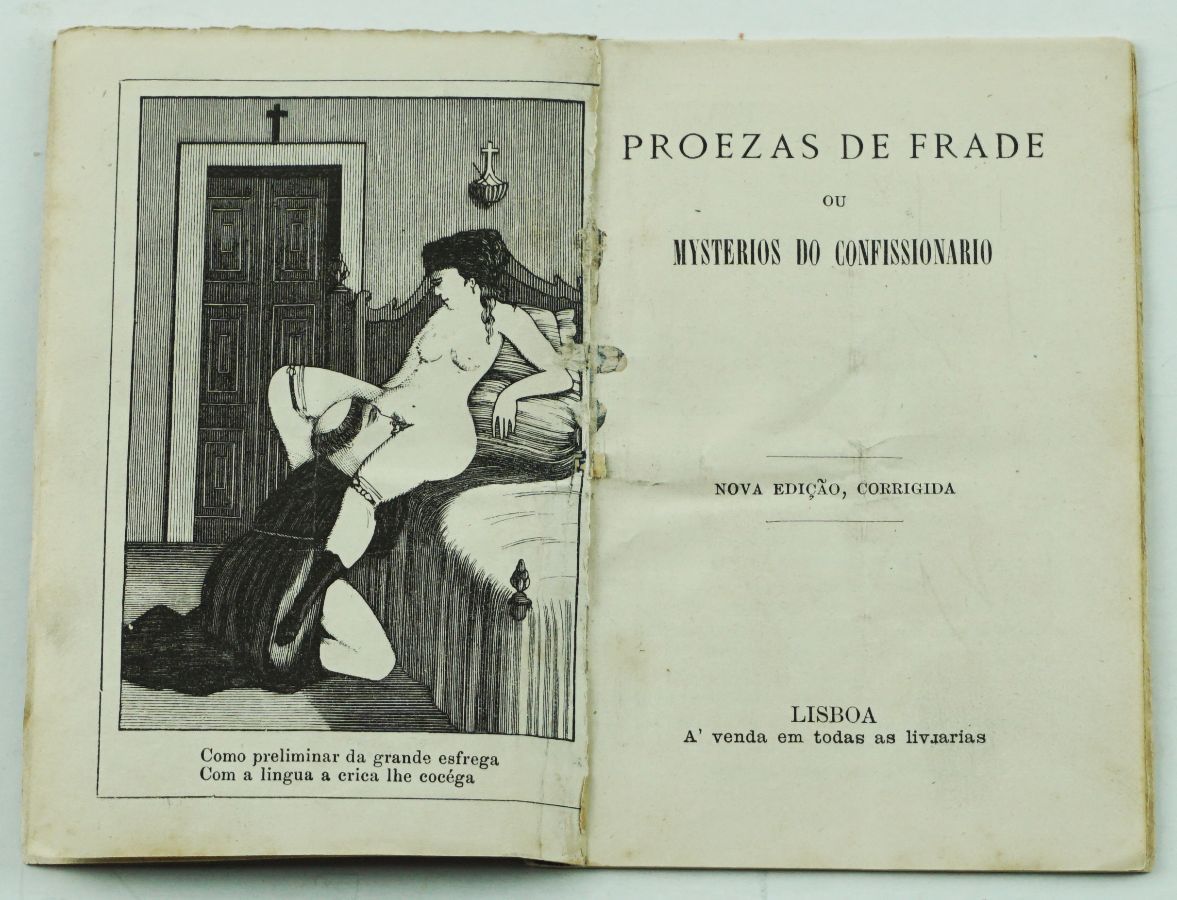 Como preliminar da grande esfrega
Com a lingua a crica lhe cocéga
PROEZAS DE FRADE
OU
MYSTERIOS DO CONFISSIONARIO
NOVA EDIÇÃO, CORRIGIDA
LISBOA
A' venda em todas as livrarias